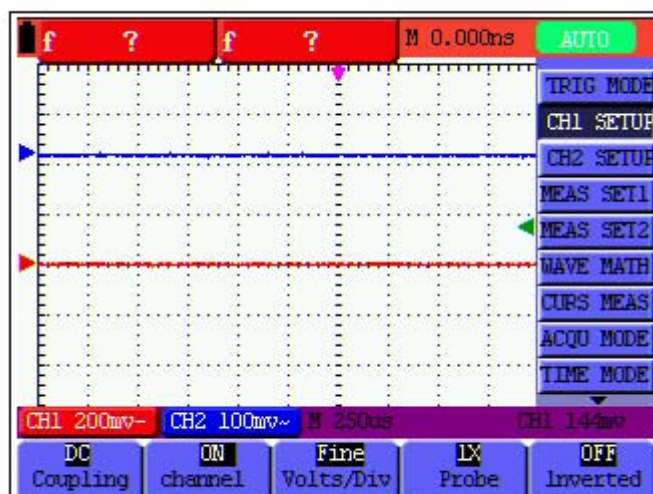 f ? f ? M 0.000ns AUTO
TRIG MODE
CH1 SETUP
CH2 SETUP
MEAS SET1
MEAS SET2
WAVE MATH
CURS MEAS
ACQU MODE
TIME MODE
CH1 200mv- CH2 100mv~ M 250us CH1 144mv
DC ON Fine 1X OFF
Coupling channel Volts/Div Probe Inverted